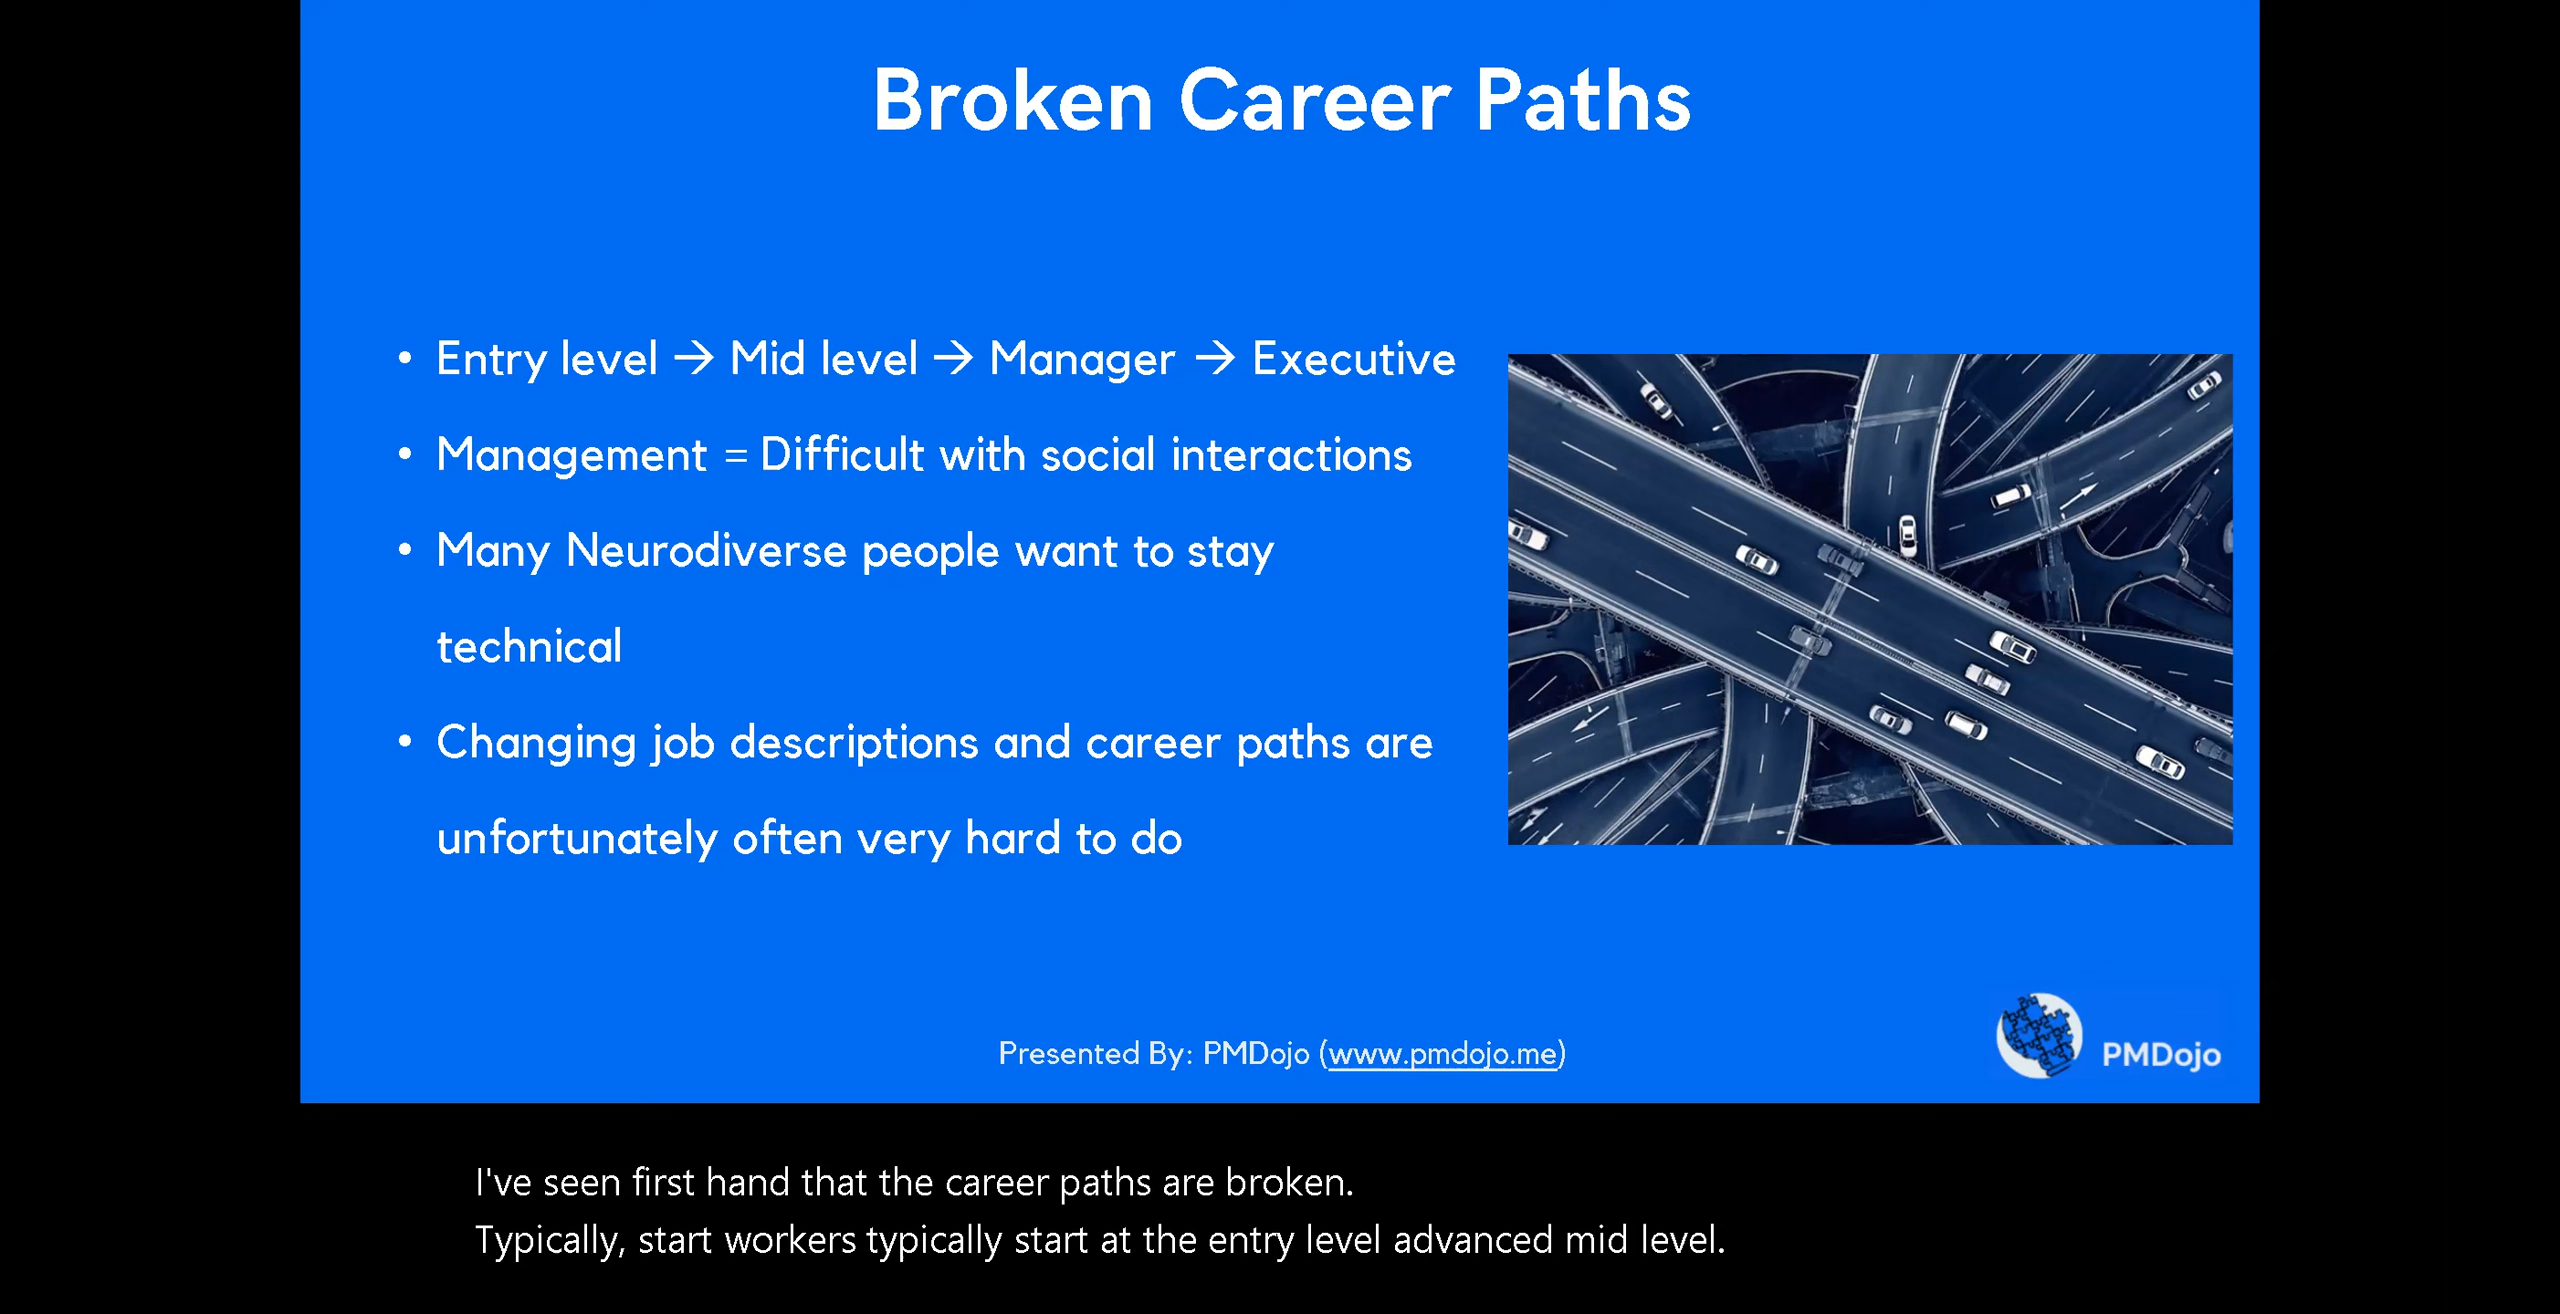 Broken Career Paths
• Entry level → Mid level → Manager → Executive
• Management = Difficult with social interactions
• Many Neurodiverse people want to stay
technical
• Changing job descriptions and career paths are
unfortunately often very hard to do
Presented By: PMDojo (www.pmdojo.me)
PMDojo
I've seen first hand that the career paths are broken.
Typically, start workers typically start at the entry level advanced mid level.